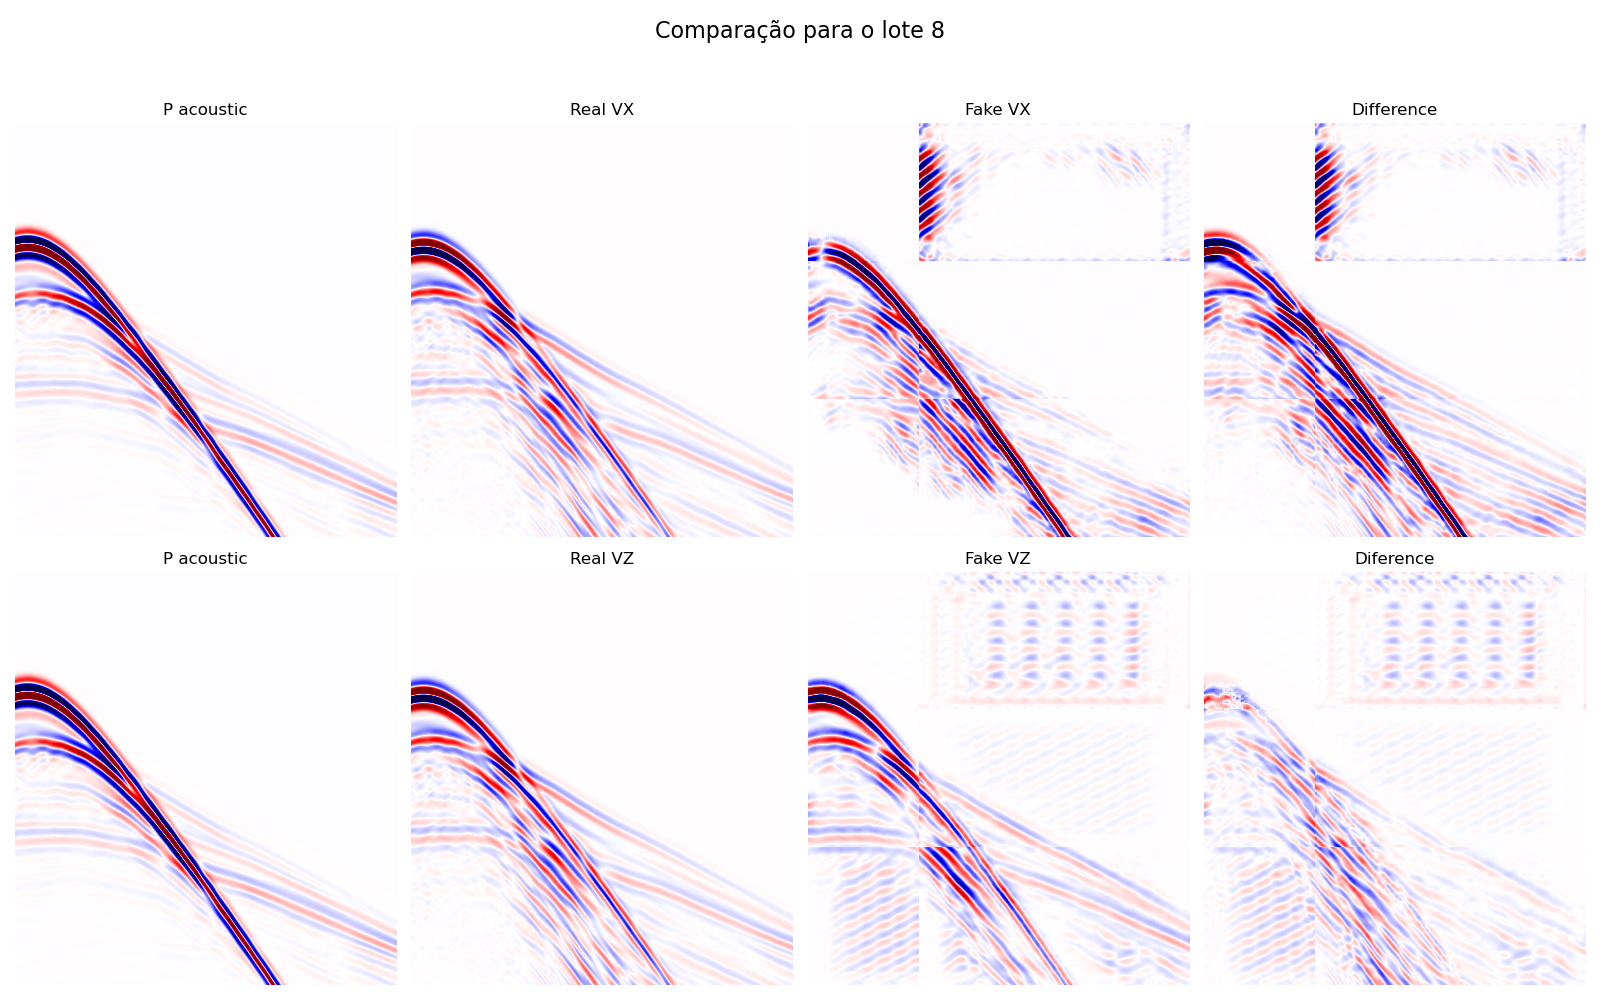 Comparação para o lote 8
P acoustic
Real VX
Fake VX
Difference
P acoustic
Real VZ
Fake VZ
Diference